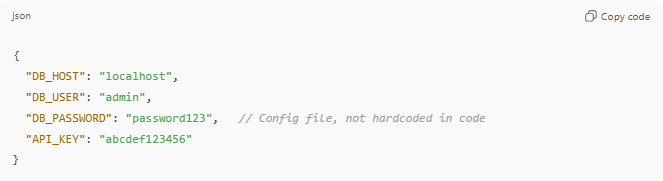 json
Copy code
{
"DB_HOST": "localhost",
"DB_USER": "admin",
"DB_PASSWORD": "password123",   // Config file, not hardcoded in code
"API_KEY": "abcdef123456"
}